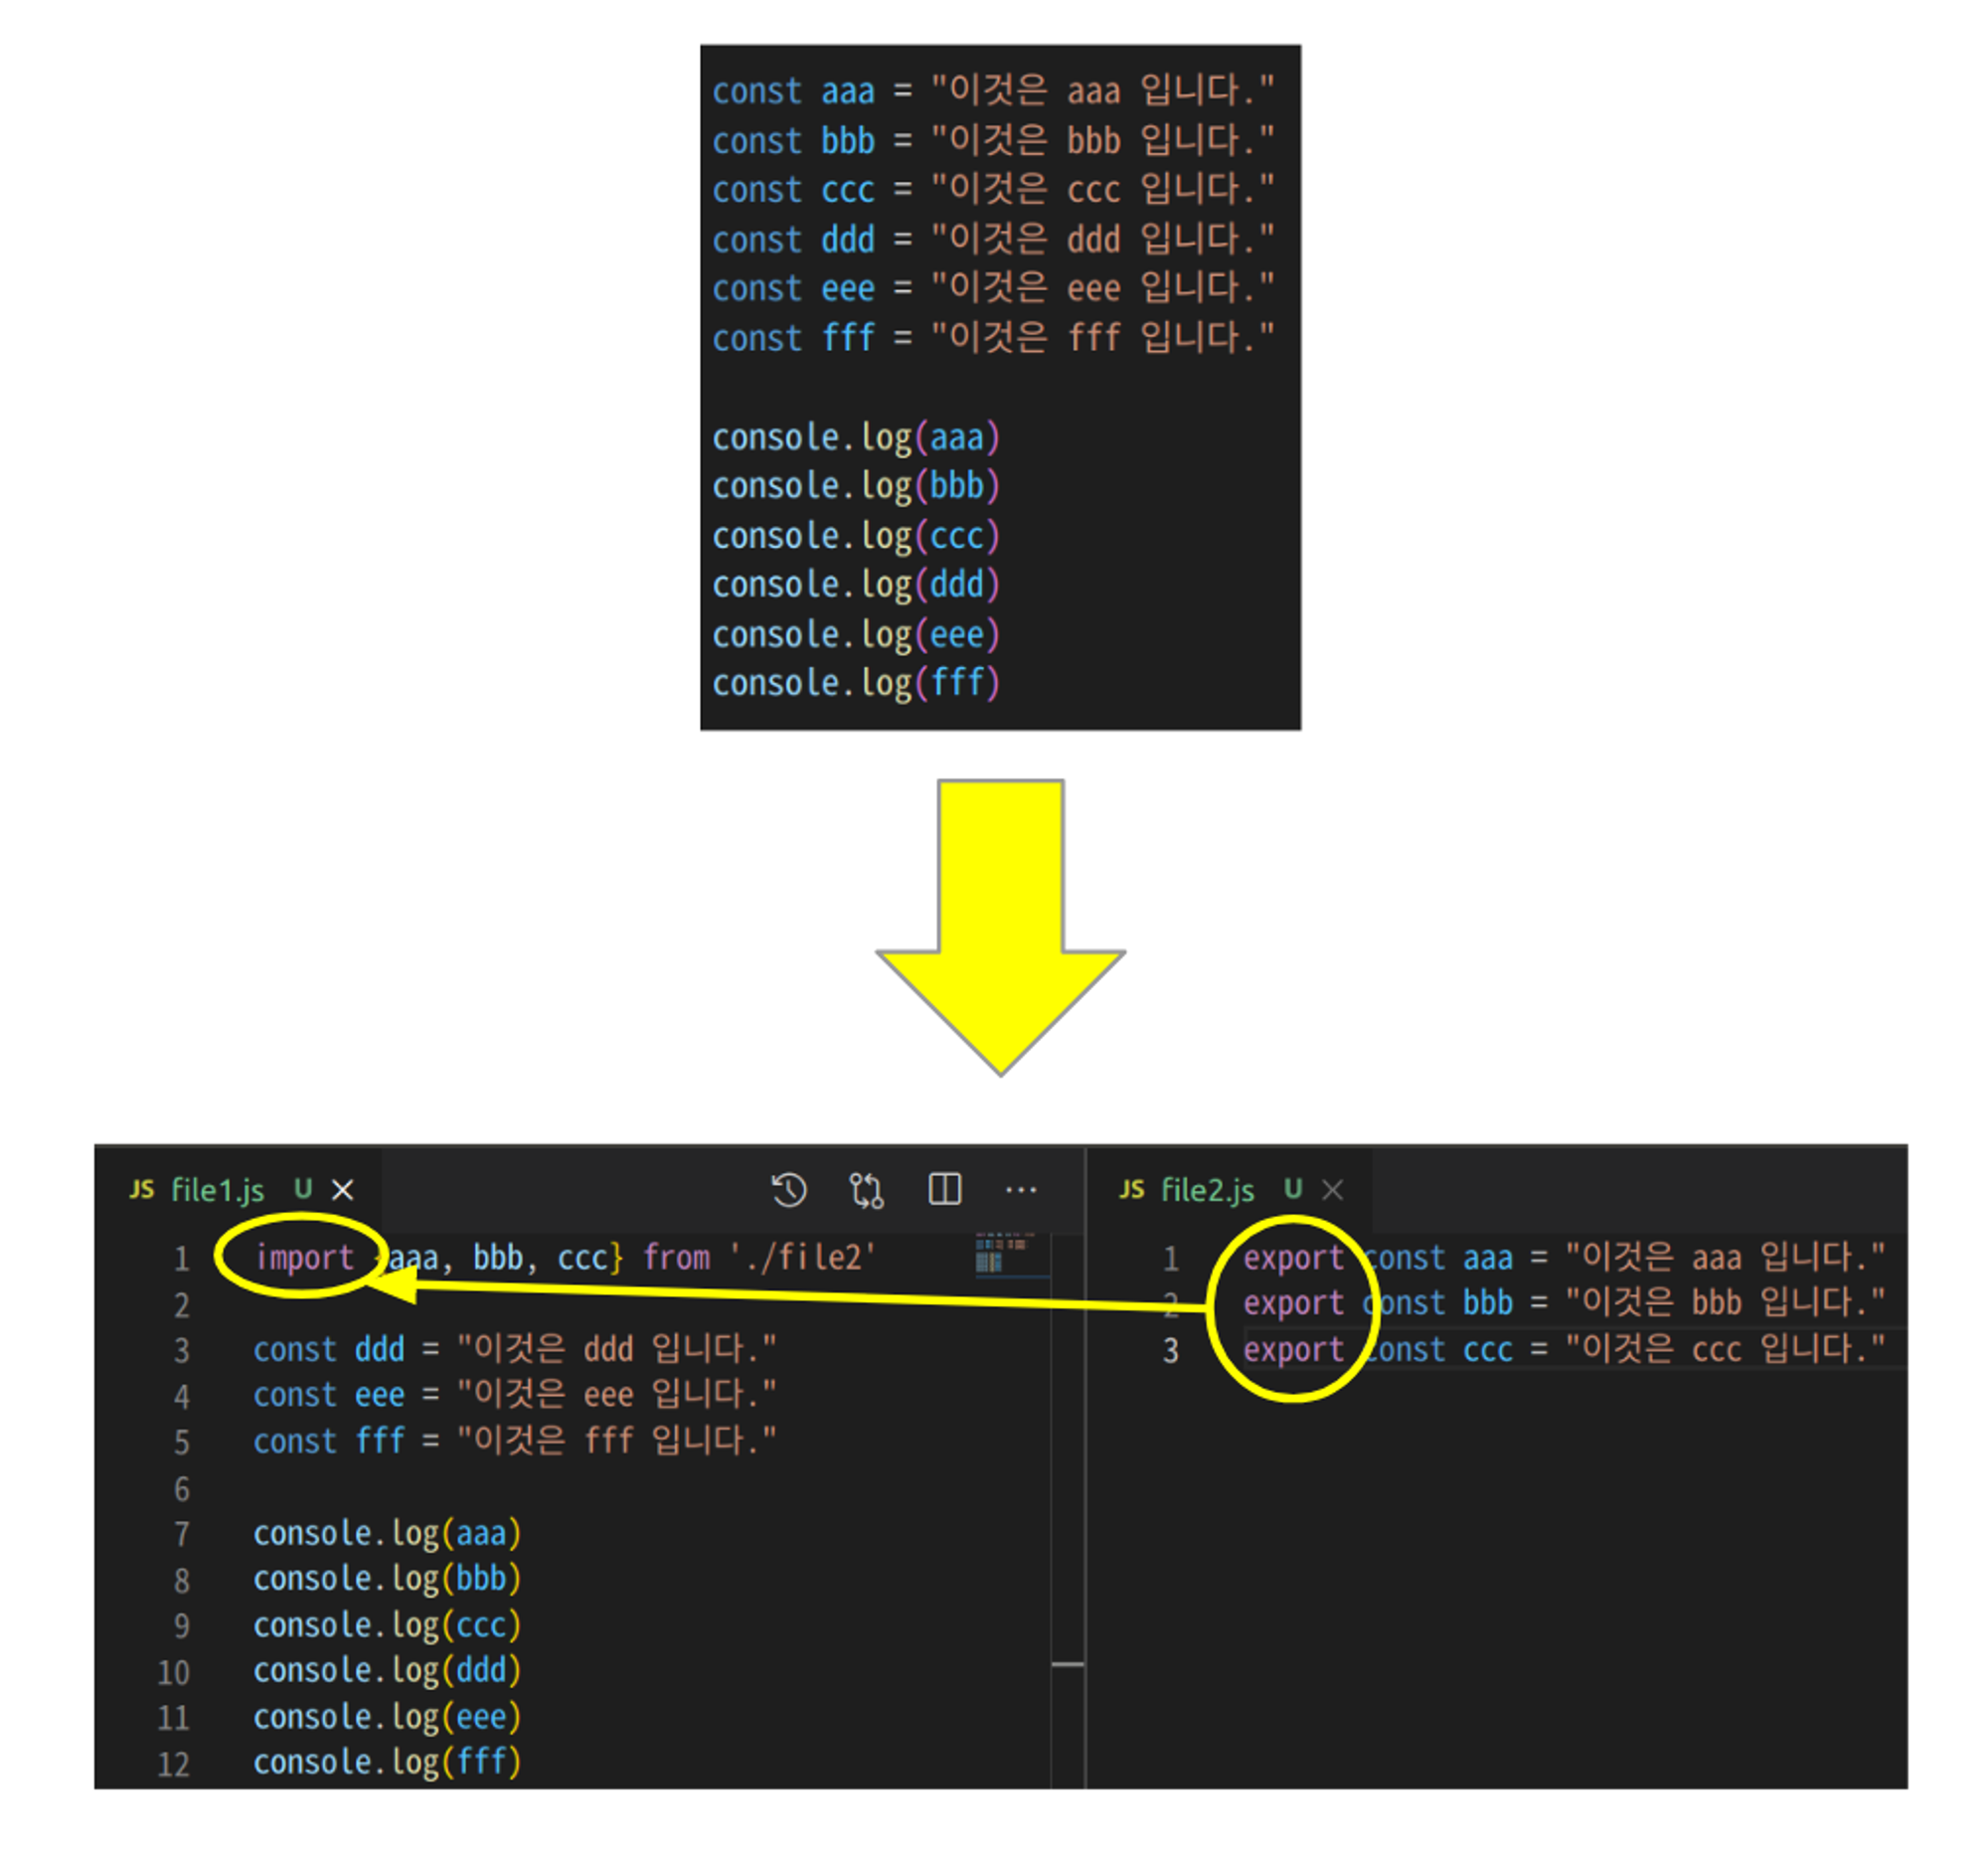 const aaa = "이것은 aaa 입니다."
const bbb = "이것은 bbb 입니다."
const ccc = "이것은 ccc 입니다."
const ddd = "이것은 ddd 입니다."
const eee = "이것은 eee 입니다."
const fff = "이것은 fff 입니다."
console.log(aaa)
console.log(bbb)
console.log(ccc)
console.log(ddd)
console.log(eee)
console.log(fff)
JS file1.js U
1 import {aaa, bbb, ccc} from './file2'
2
3 const ddd = "이것은 ddd 입니다."
4 const eee = "이것은 eee 입니다."
5 const fff = "이것은 fff 입니다."
6
7 console.log(aaa)
8 console.log(bbb)
9 console.log(ccc)
10 console.log(ddd)
11 console.log(eee)
12 console.log(fff)
JS file2.js U
1 export const aaa = "이것은 aaa 입니다."
2 export const bbb = "이것은 bbb 입니다."
3 export const ccc = "이것은 ccc 입니다."